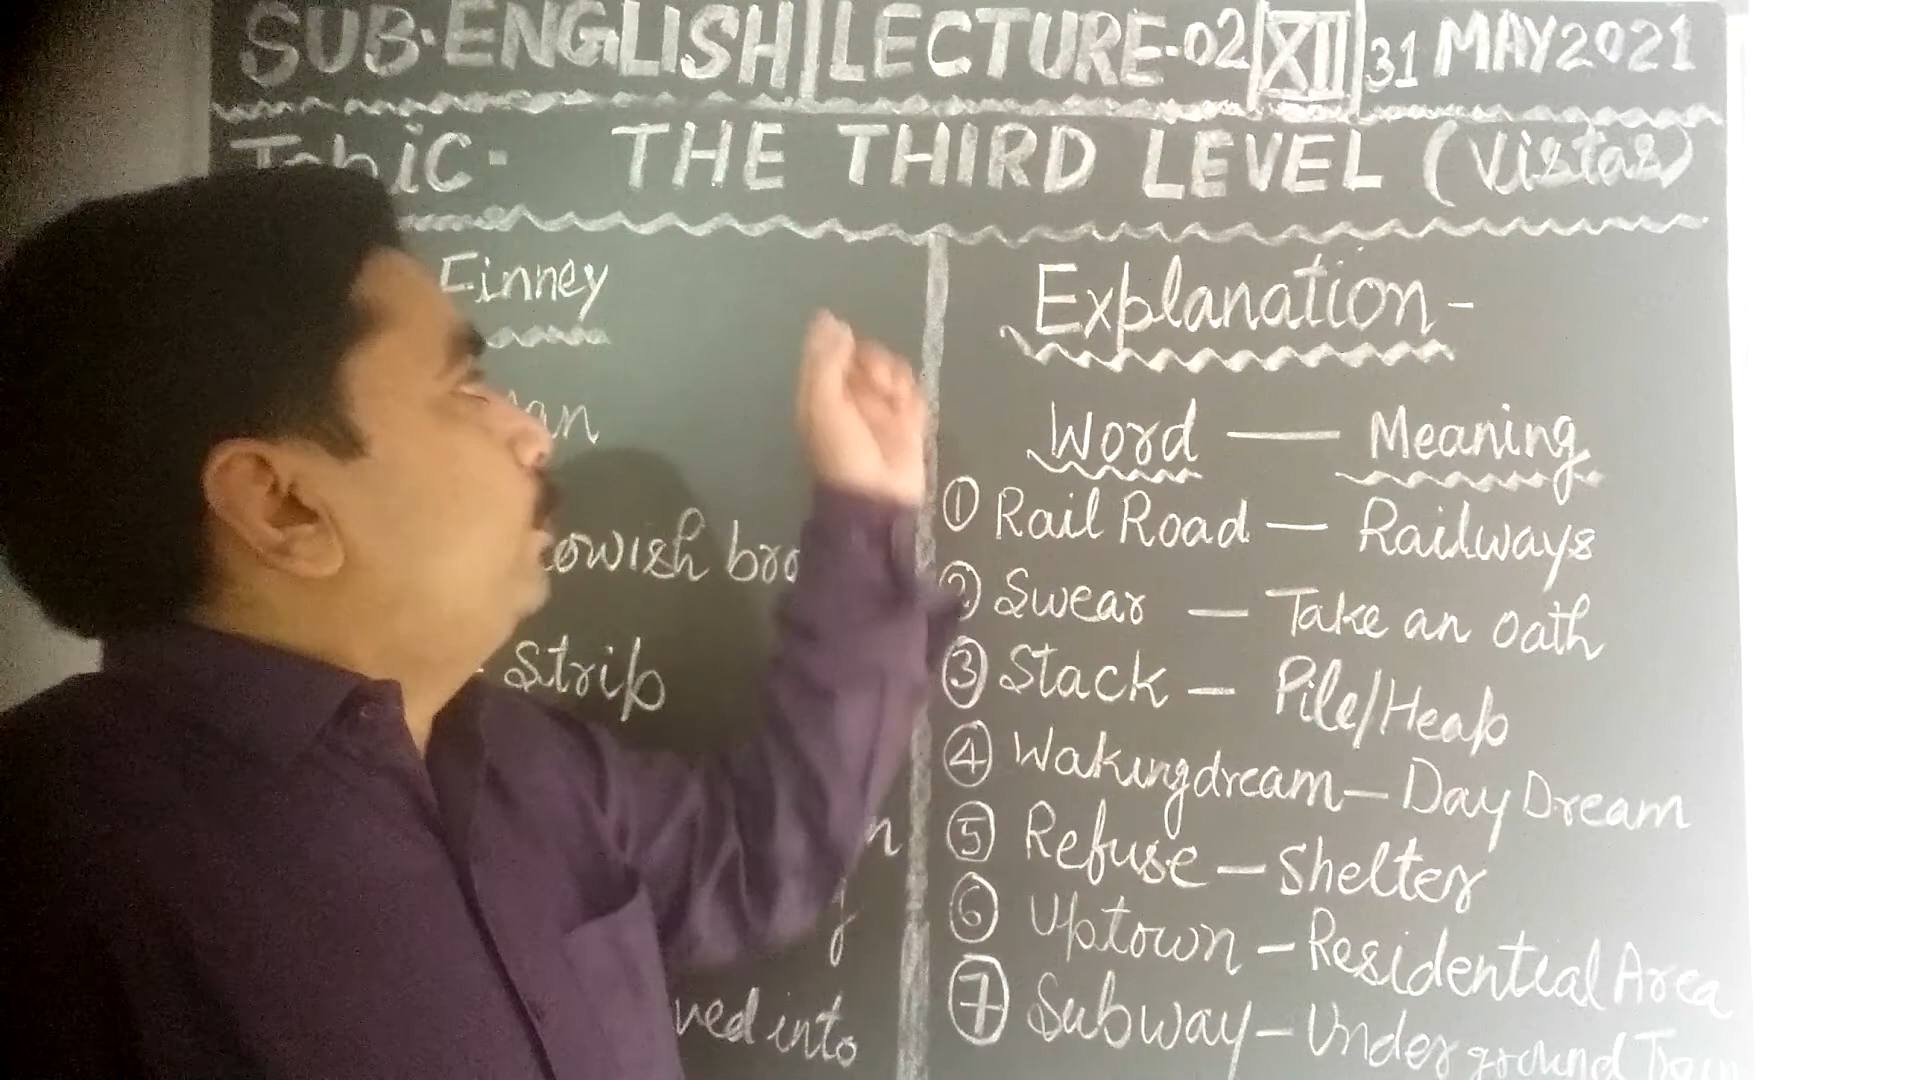 SUB. ENGLISH LECTURE-02 XII 31 MAY 2021
Topic- THE THIRD LEVEL (Vistas)
Finney
Explanation-
Word — Meaning
① Rail Road — Railways
② Swear — Take an oath
③ Stack — Pile/Heap
④ Wakingdream — Day Dream
⑤ Refuse — Shelter
⑥ Uptown — Residential Area
⑦ Subway — Underground Train
- Strip
into